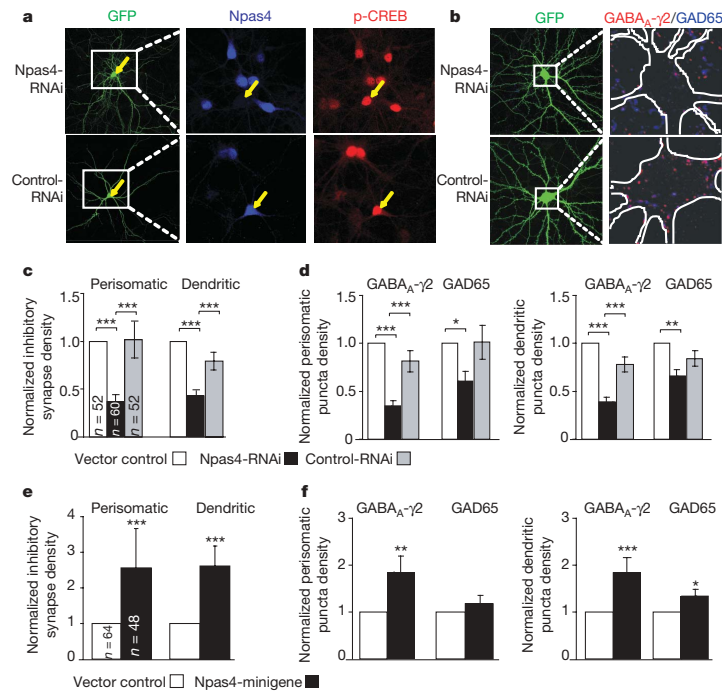 a GFP Npas4 p-CREB
Npas4-
RNAi
Control-
RNAi
b GFP GABAA-γ2/GAD65
Npas4-
RNAi
Control-
RNAi
c Perisomatic Dendritic
Normalized inhibitory
synapse density
1.5
1.0
0.5
0
***
***
***
***
n = 52
n = 60
n = 52
d GABAA-γ2 GAD65
Normalized perisomatic
puncta density
1.5
1.0
0.5
0
***
***
*
GABAA-γ2 GAD65
Normalized dendritic
puncta density
1.5
1.0
0.5
0
***
***
**
Vector control Npas4-RNAi Control-RNAi
e Perisomatic Dendritic
Normalized inhibitory
synapse density
4
3
2
1
0
***
***
n = 64
n = 48
f GABAA-γ2 GAD65
Normalized perisomatic
puncta density
3
2
1
0
**
GABAA-γ2 GAD65
Normalized dendritic
puncta density
3
2
1
0
***
*
Vector control Npas4-minigene